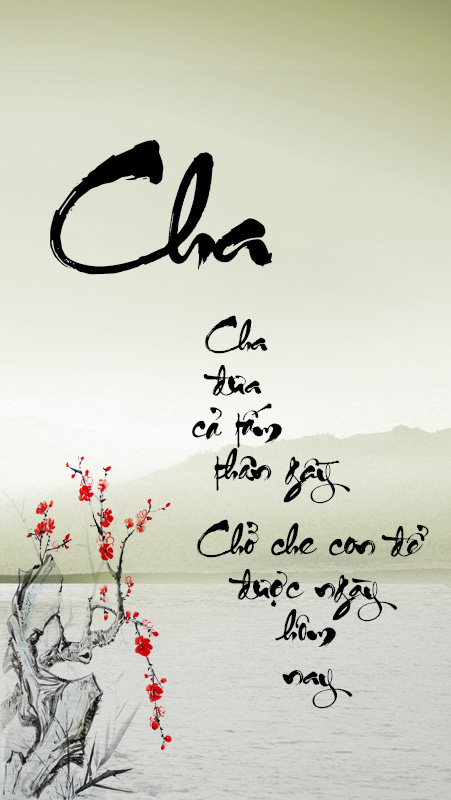 Cha
Cha
đưa
cả tấm
thân gầy
Chở che con để
được ngày
hôm
nay